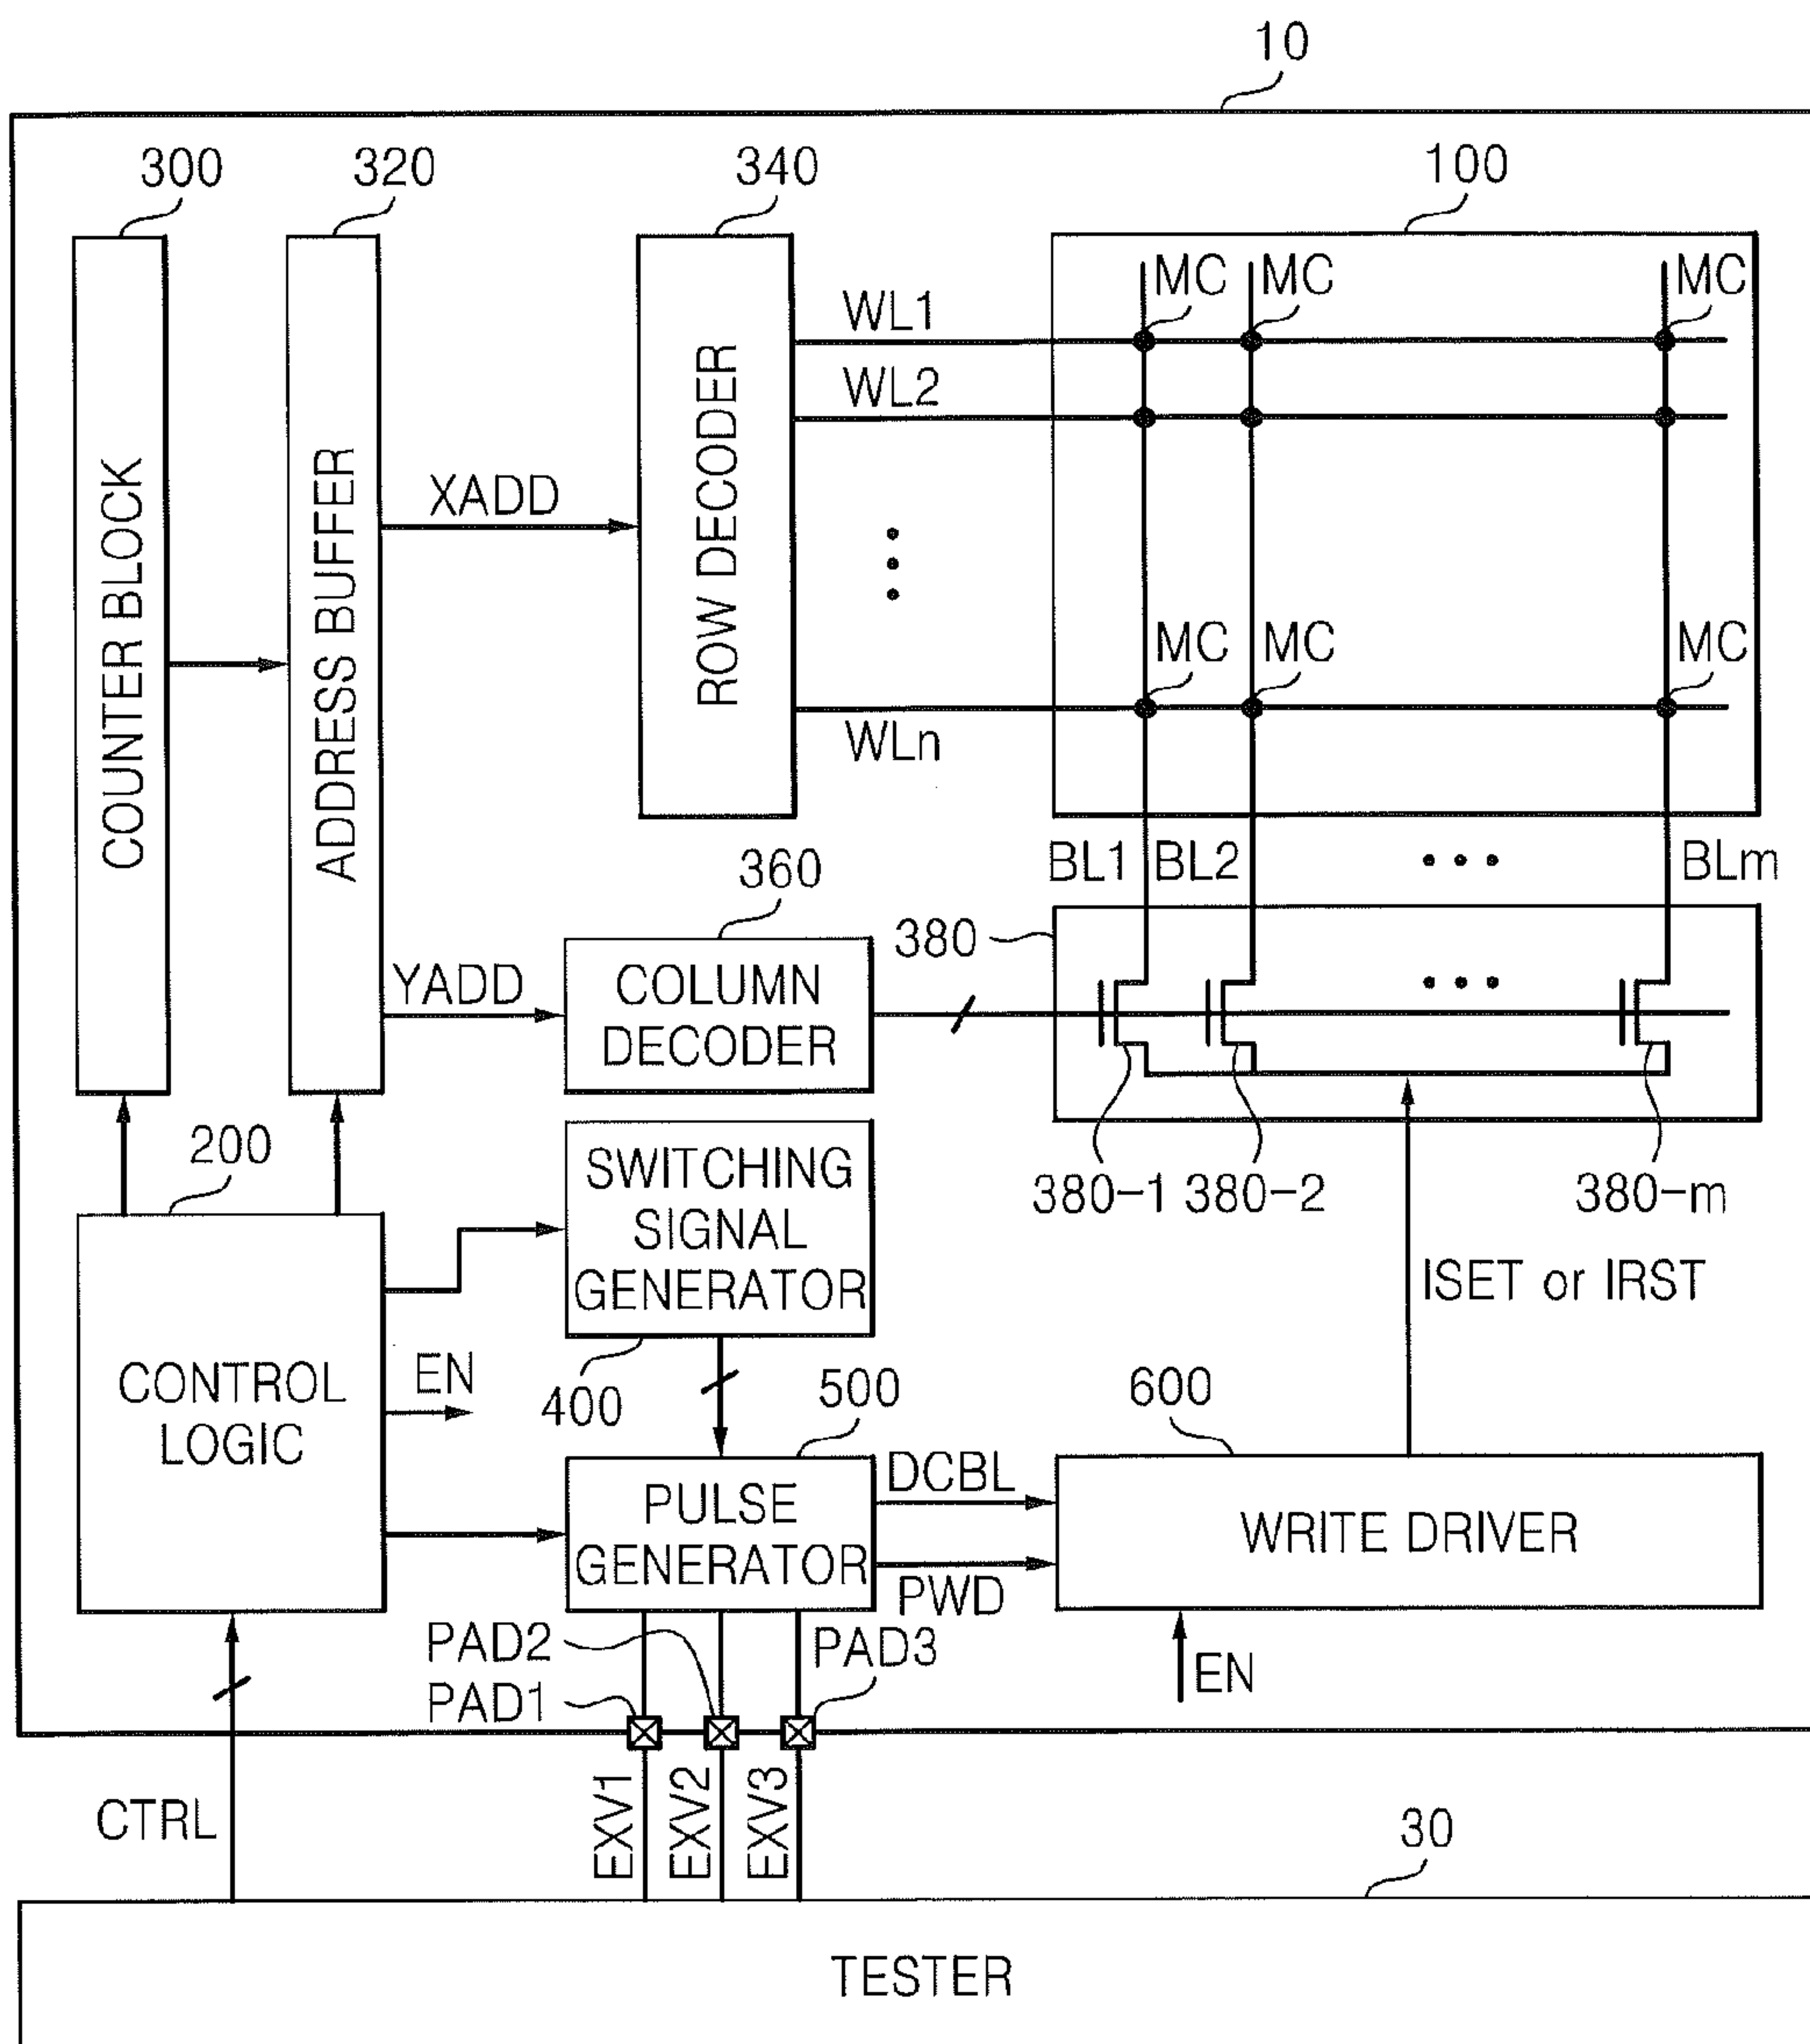 10
300
320
340
100
COUNTER BLOCK
ADDRESS BUFFER
ROW DECODER
XADD
WL1
WL2
WLn
MC
MC
MC
MC
MC
MC
BL1
BL2
BLm
360
380
YADD
COLUMN
DECODER
380-1
380-2
380-m
200
SWITCHING
SIGNAL
GENERATOR
400
CONTROL
LOGIC
EN
ISET or IRST
500
PULSE
GENERATOR
DCBL
PWD
600
WRITE DRIVER
EN
PAD2
PAD1
PAD3
CTRL
EXV1
EXV2
EXV3
30
TESTER